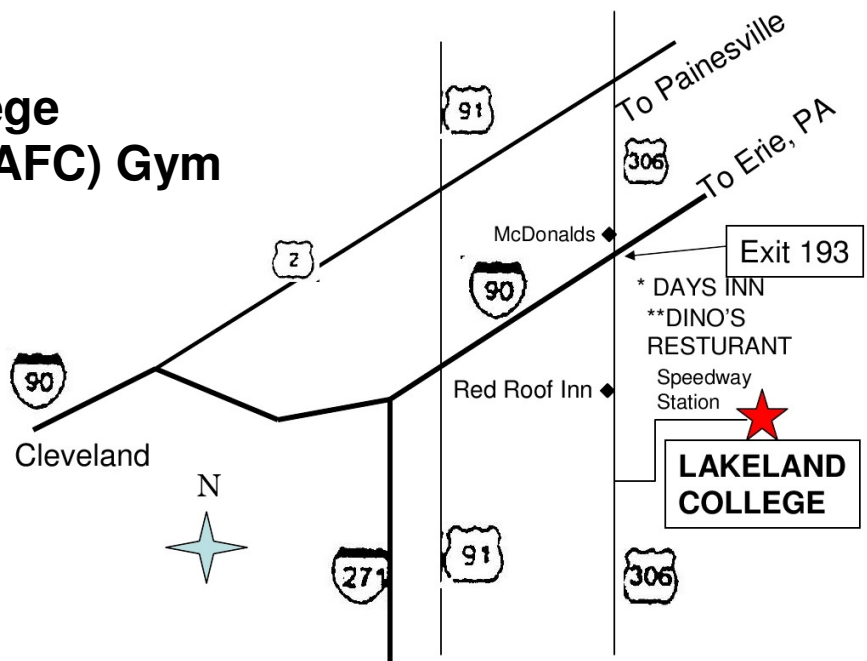 ege
AFC) Gym
91
To Painesville
306
To Erie, PA
McDonalds
2
Exit 193
90
* DAYS INN
**DINO'S
RESTURANT
90
Red Roof Inn
Speedway
Station
Cleveland
LAKELAND
COLLEGE
N
91
271
306